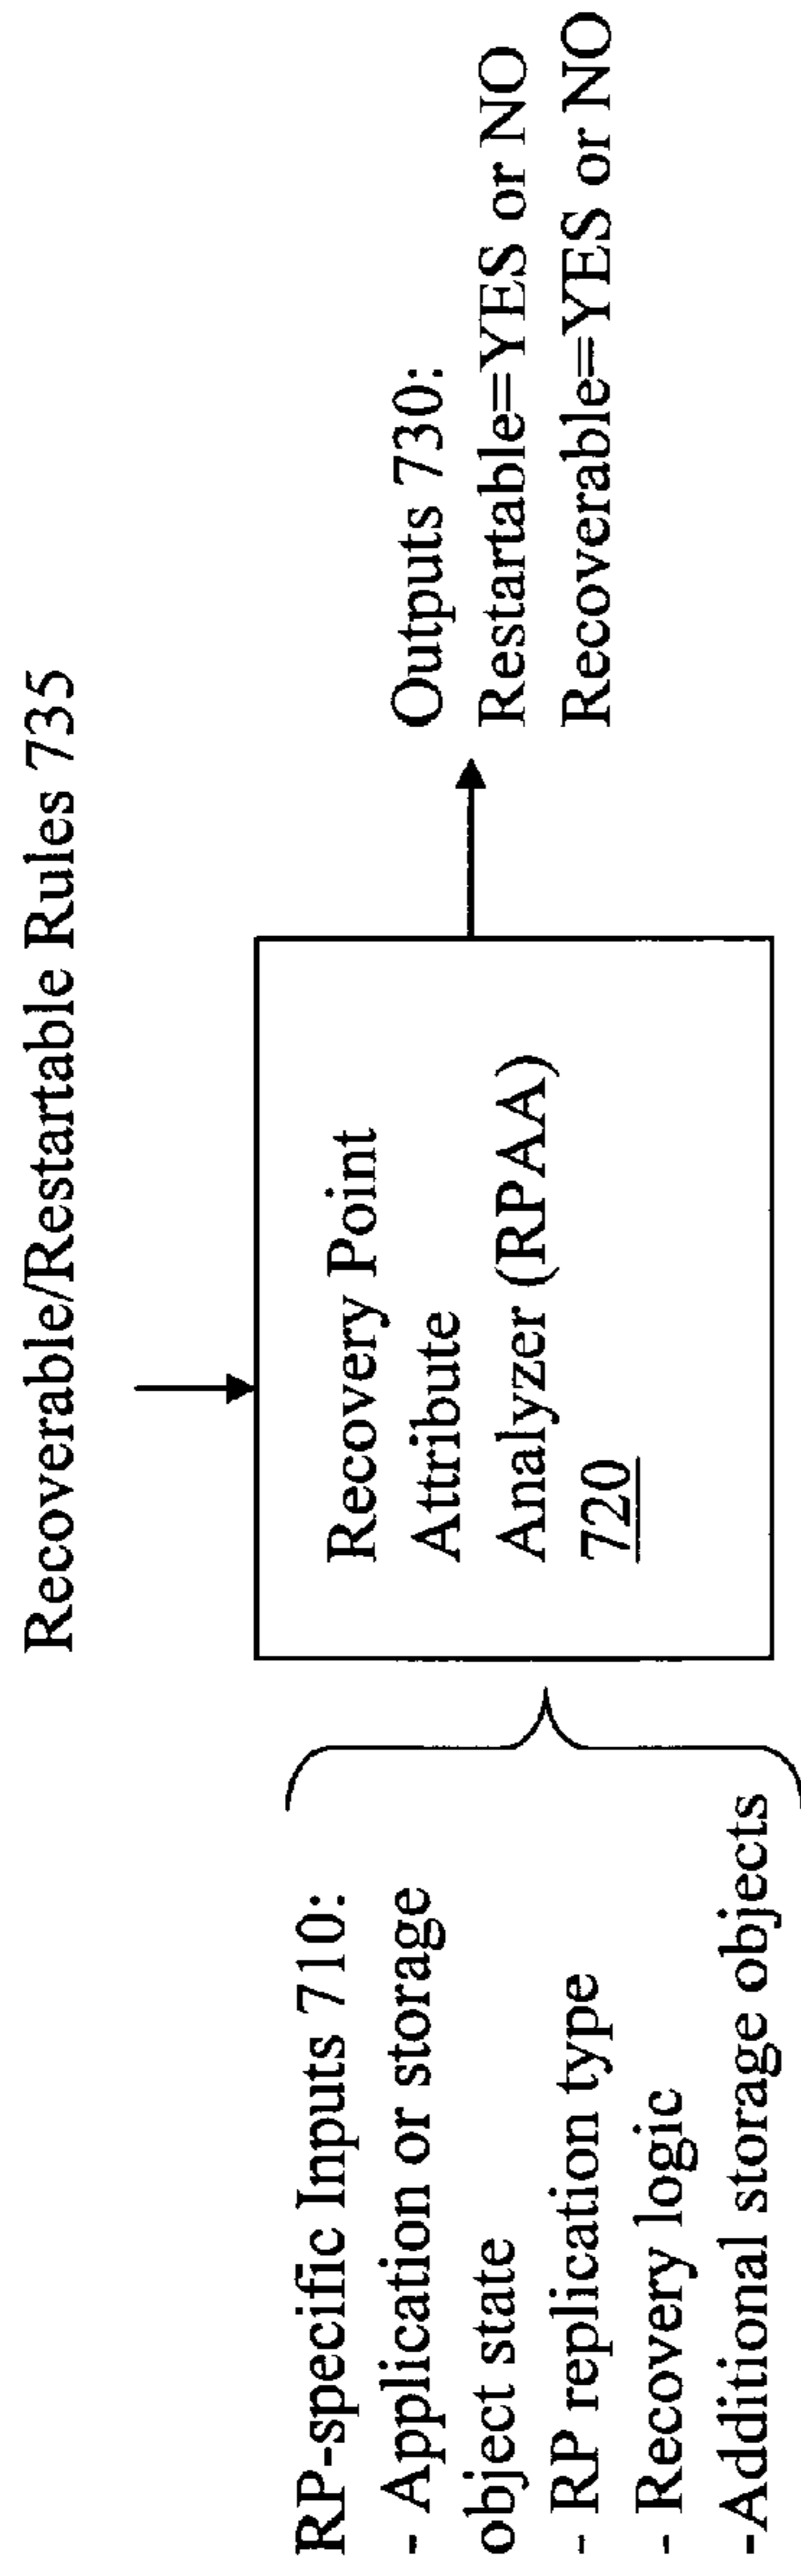 Recoverable/Restartable Rules 735
RP-specific Inputs 710:
- Application or storage
object state
- RP replication type
- Recovery logic
-Additional storage objects
Recovery Point
Attribute
Analyzer (RPAA)
720
Outputs 730:
Restartable=YES or NO
Recoverable=YES or NO